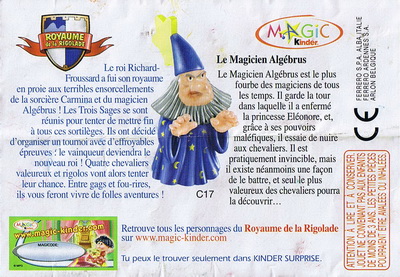 ROYAUME
de la RIGOLADE
Le roi Richard-
Froussard a fui son royaume
en proie aux terribles ensorcellements
de la sorcière Carmina et du magicien
Algébrus ! Les Trois Sages se sont
réunis pour tenter de mettre fin
à tous ces sortilèges. Ils ont décidé
d'organiser un tournoi avec d'effroyables
épreuves : le vainqueur deviendra le
nouveau roi ! Quatre chevaliers
valeureux et rigolos vont alors tenter
leur chance. Entre gags et fou-rires,
ils vous feront vivre de folles aventures !
C17
MAGiC
Kinder
Le Magicien Algébrus
Le Magicien Algébrus est le plus
fourbe des magiciens de tous
les temps. Il garde la tour
dans laquelle il a enfermé
la princesse Eléonore, et,
grâce à ses pouvoirs
maléfiques, il essaie de nuire
aux chevaliers. Il est
pratiquement invincible, mais
il existe néanmoins une façon
de le battre, et seul-le plus
valeureux des chevaliers pourra
la découvrir...
FERRERO S.P.A. ALBA/ITALIE
FERRERO ARDENNES S.A.
ARLON BELGIQUE
CE
ATTENTION, A LIRE ET A CONSERVER :
JOUET NE CONVENANT PAS AUX ENFANTS
DE MOINS DE 3 ANS. LES PETITES PIECES
POURRAIENT ETRE AVALEES OU INHALEES.
MAGiC
Kinder
www.magic-kinder.com
MAGICODE
Retrouve tous les personnages du Royaume de la Rigolade
sur www.magic-kinder.com
Tu peux le trouver seulement dans KINDER SURPRISE.